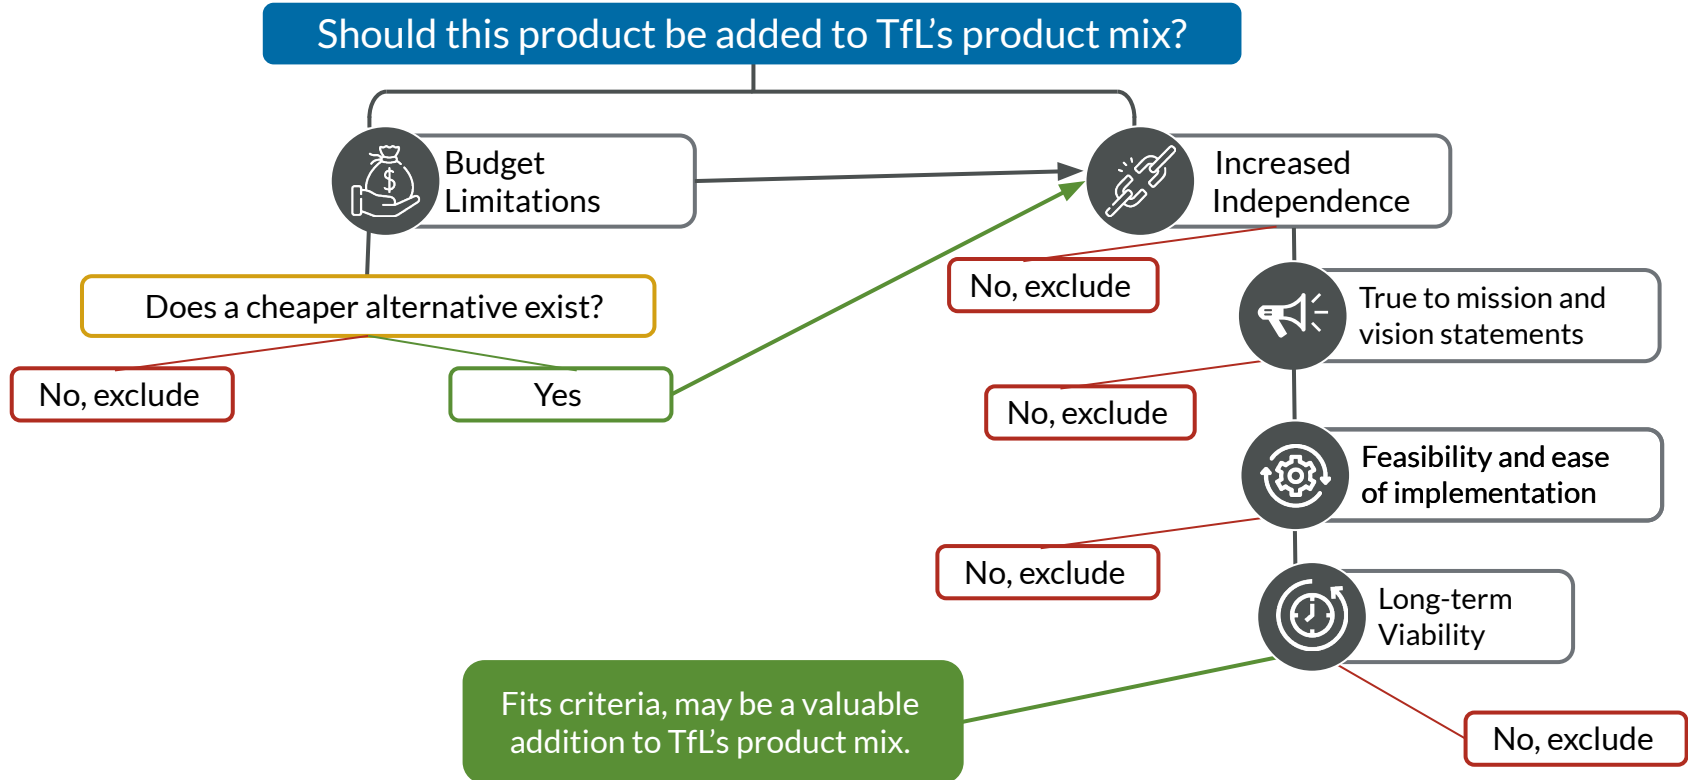 Should this product be added to TfL’s product mix?
Budget
Limitations
Increased
Independence
Does a cheaper alternative exist?
No, exclude
Yes
No, exclude
True to mission and
vision statements
No, exclude
Feasibility and ease
of implementation
No, exclude
Long-term
Viability
Fits criteria, may be a valuable
addition to TfL’s product mix.
No, exclude